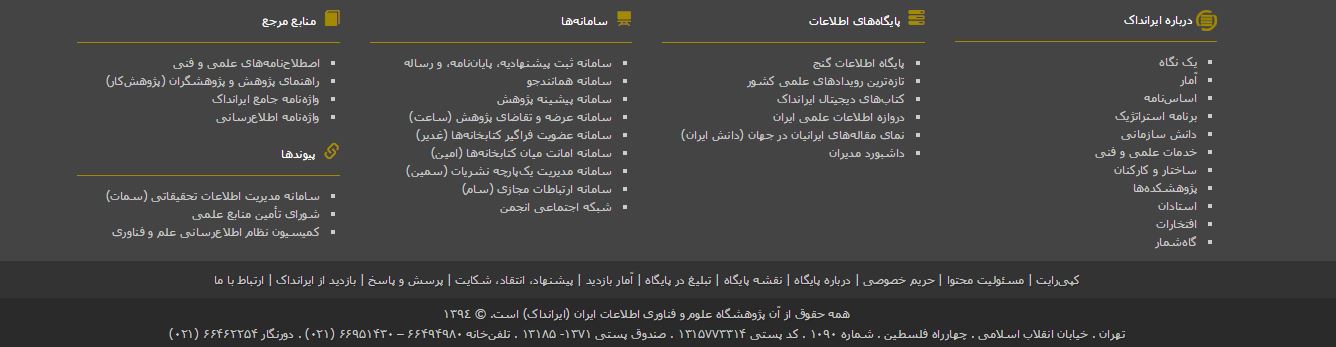 درباره ایرانداک
یک نگاه
آمار
اساس‌نامه
برنامه استراتژیک
دانش سازمانی
خدمات علمی و فنی
ساختار و کارکنان
پژوهشکده‌ها
استادان
افتخارات
گاه‌شمار
پایگاه‌های اطلاعات
پایگاه اطلاعات گنج
تازه‌ترین رویدادهای علمی کشور
کتاب‌های دیجیتال ایرانداک
دروازه اطلاعات علمی ایران
نمای مقاله‌های ایرانیان در جهان (دانش ایران)
داشبورد مدیران
سامانه‌ها
سامانه ثبت پیشنهادیه، پایان‌نامه، و رساله
سامانه همانندجو
سامانه پیشینه پژوهش
سامانه عرضه و تقاضای پژوهش (ساعت)
سامانه عضویت فراگیر کتابخانه‌ها (غدیر)
سامانه امانت میان کتابخانه‌ها (امین)
سامانه مدیریت یک‌پارچه نشریات (سمین)
سامانه ارتباطات مجازی (سام)
شبکه اجتماعی انجمن
منابع مرجع
اصطلاح‌نامه‌های علمی و فنی
راهنمای پژوهش و پژوهشگران (پژوهش‌کار)
واژه‌نامه جامع ایرانداک
واژه‌نامه اطلاع‌رسانی
پیوندها
سامانه مدیریت اطلاعات تحقیقاتی (سمات)
شورای تأمین منابع علمی
کمیسیون نظام اطلاع‌رسانی علم و فناوری
کپی‌رایت | مسئولیت محتوا | حریم خصوصی | درباره پایگاه | نقشه پایگاه | تبلیغ در پایگاه | آمار بازدید | پیشنهاد، انتقاد، شکایت | پرسش و پاسخ | بازدید از ایرانداک | ارتباط با ما
همه حقوق از آن پژوهشگاه علوم و فناوری اطلاعات ایران (ایرانداک) است. © ۱۳۹۴
تهران . خیابان انقلاب اسلامی . چهارراه فلسطین . شماره ۱۰۹۰ . کد پستی ۱۳۱۵۷۷۳۳۱۴ . صندوق پستی ۱۳۷۱- ۱۳۱۸۵ . تلفن‌خانه ۶۶۴۹۴۹۸۰ – ۶۶۹۵۱۴۳۰ (۰۲۱) . دورنگار ۶۶۴۶۲۲۵۴ (۰۲۱)